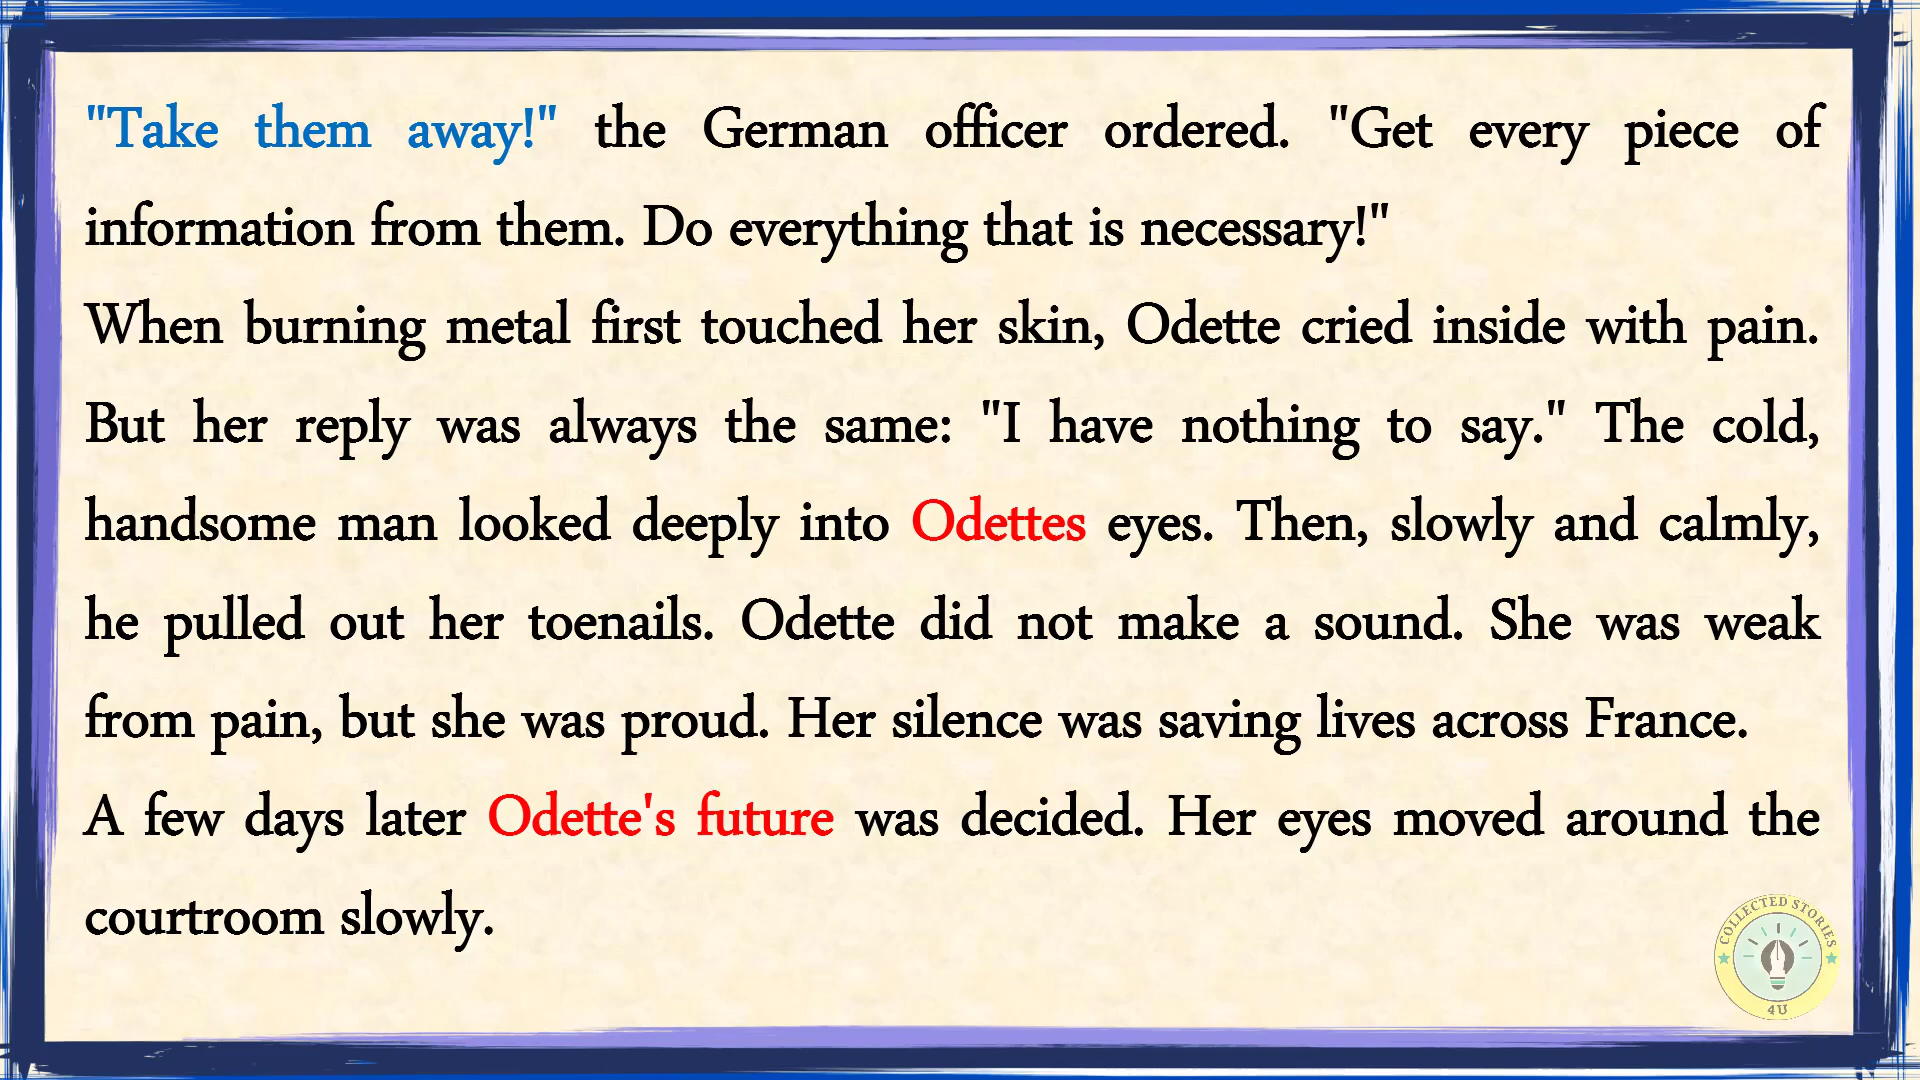 "Take them away!" the German officer ordered. "Get every piece of
information from them. Do everything that is necessary!"
When burning metal first touched her skin, Odette cried inside with pain.
But her reply was always the same: "I have nothing to say." The cold,
handsome man looked deeply into Odettes eyes. Then, slowly and calmly,
he pulled out her toenails. Odette did not make a sound. She was weak
from pain, but she was proud. Her silence was saving lives across France.
A few days later Odette's future was decided. Her eyes moved around the
courtroom slowly.
COLLECTED STORIES
4U